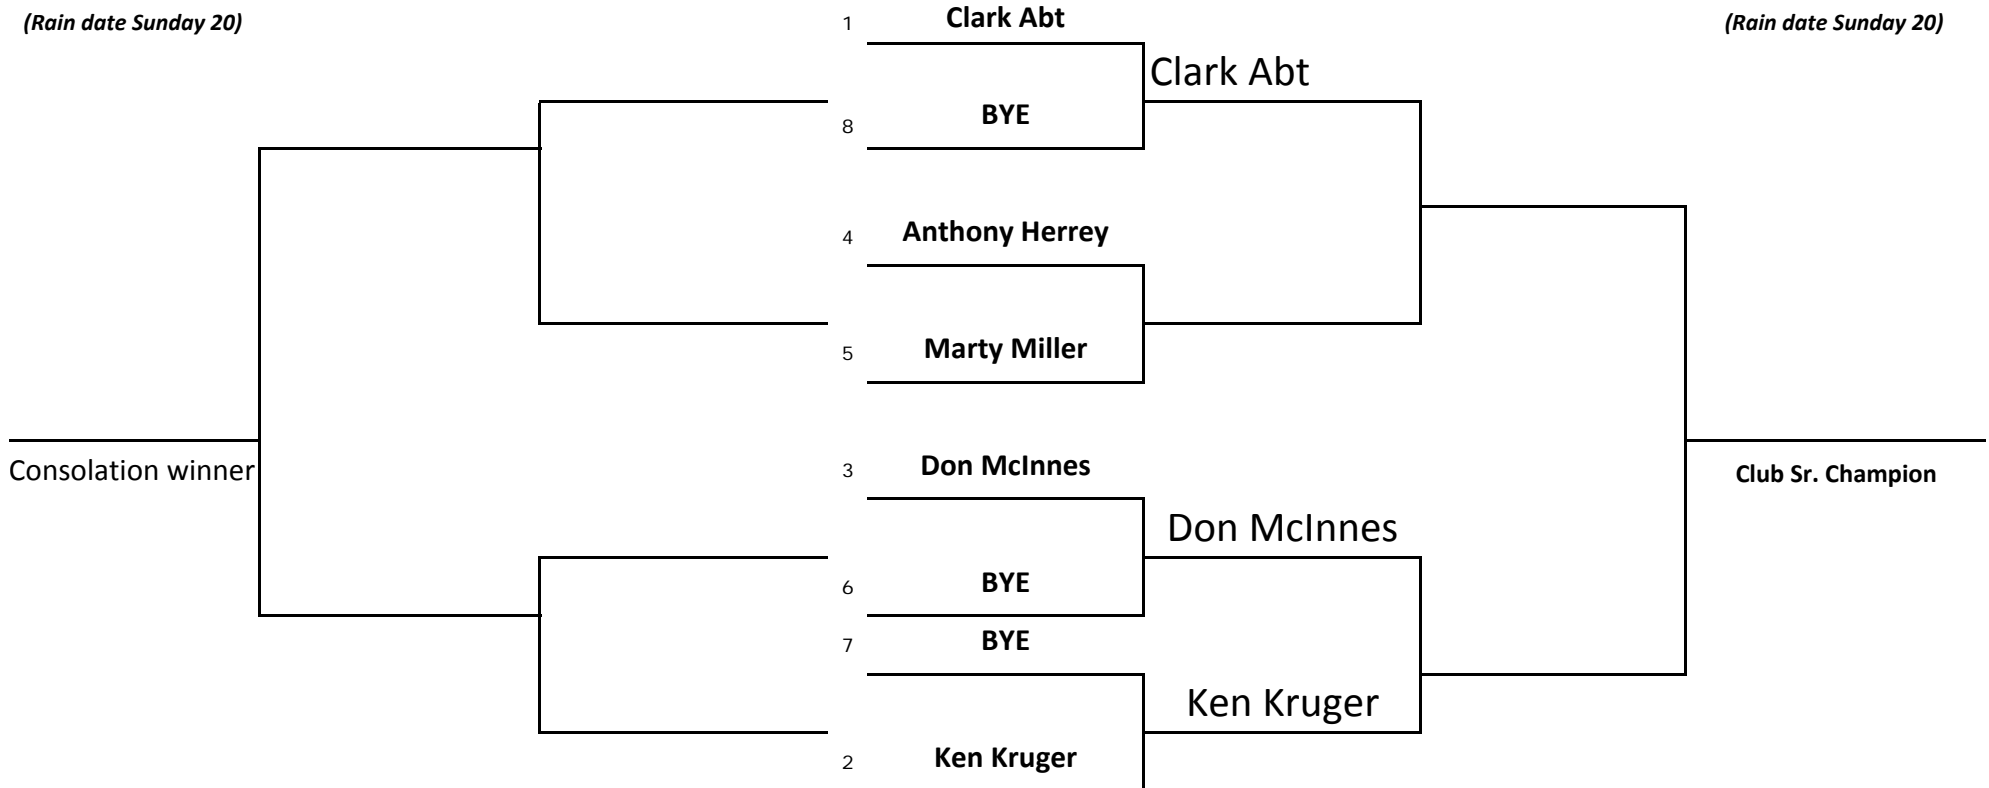 (Rain date Sunday 20)
1 Clark Abt
(Rain date Sunday 20)
Clark Abt
8 BYE
4 Anthony Herrey
5 Marty Miller
Consolation winner
3 Don McInnes
Club Sr. Champion
Don McInnes
6 BYE
7 BYE
Ken Kruger
2 Ken Kruger